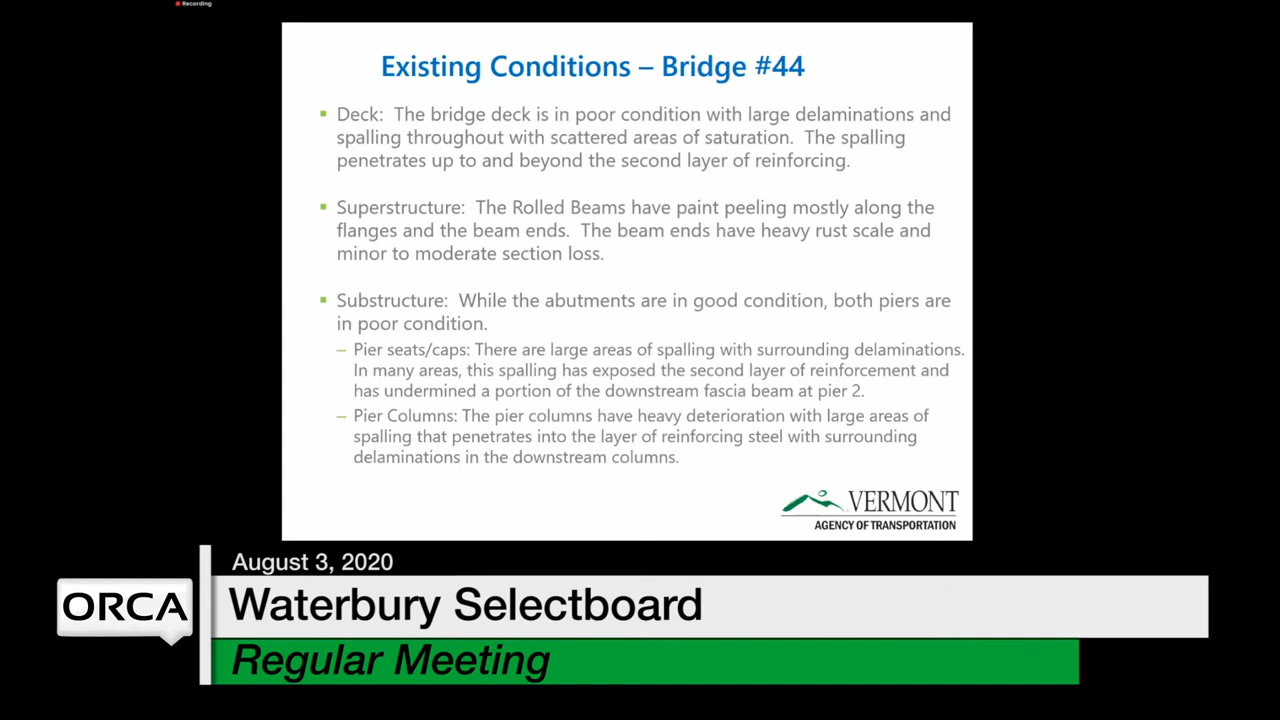 Recording
Existing Conditions – Bridge #44
▪ Deck: The bridge deck is in poor condition with large delaminations and
spalling throughout with scattered areas of saturation. The spalling
penetrates up to and beyond the second layer of reinforcing.
▪ Superstructure: The Rolled Beams have paint peeling mostly along the
flanges and the beam ends. The beam ends have heavy rust scale and
minor to moderate section loss.
▪ Substructure: While the abutments are in good condition, both piers are
in poor condition.
– Pier seats/caps: There are large areas of spalling with surrounding delaminations.
In many areas, this spalling has exposed the second layer of reinforcement and
has undermined a portion of the downstream fascia beam at pier 2.
– Pier Columns: The pier columns have heavy deterioration with large areas of
spalling that penetrates into the layer of reinforcing steel with surrounding
delaminations in the downstream columns.
VERMONT
AGENCY OF TRANSPORTATION
August 3, 2020
ORCA
Waterbury Selectboard
Regular Meeting